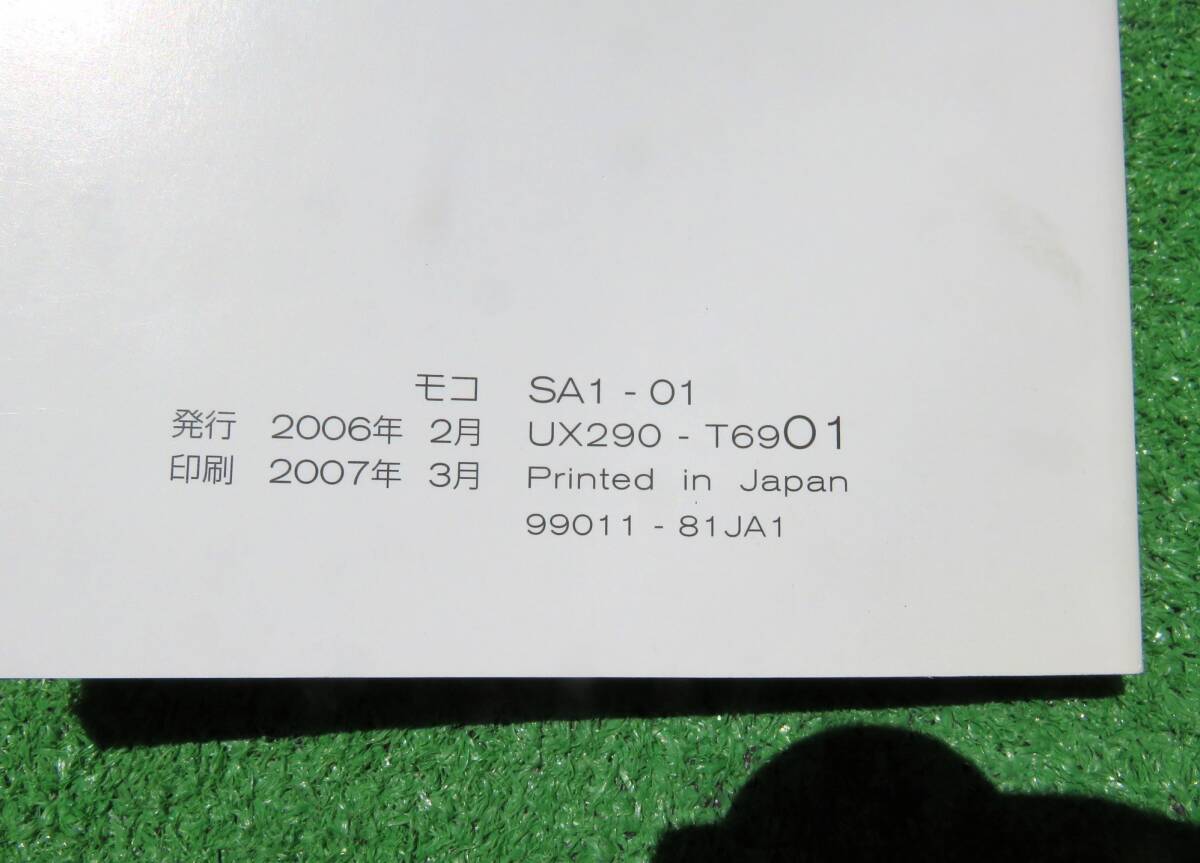 モコ SA1 - 01
発行 2006年 2月 UX290 - T6901
印刷 2007年 3月 Printed in Japan
99011 - 81JA1